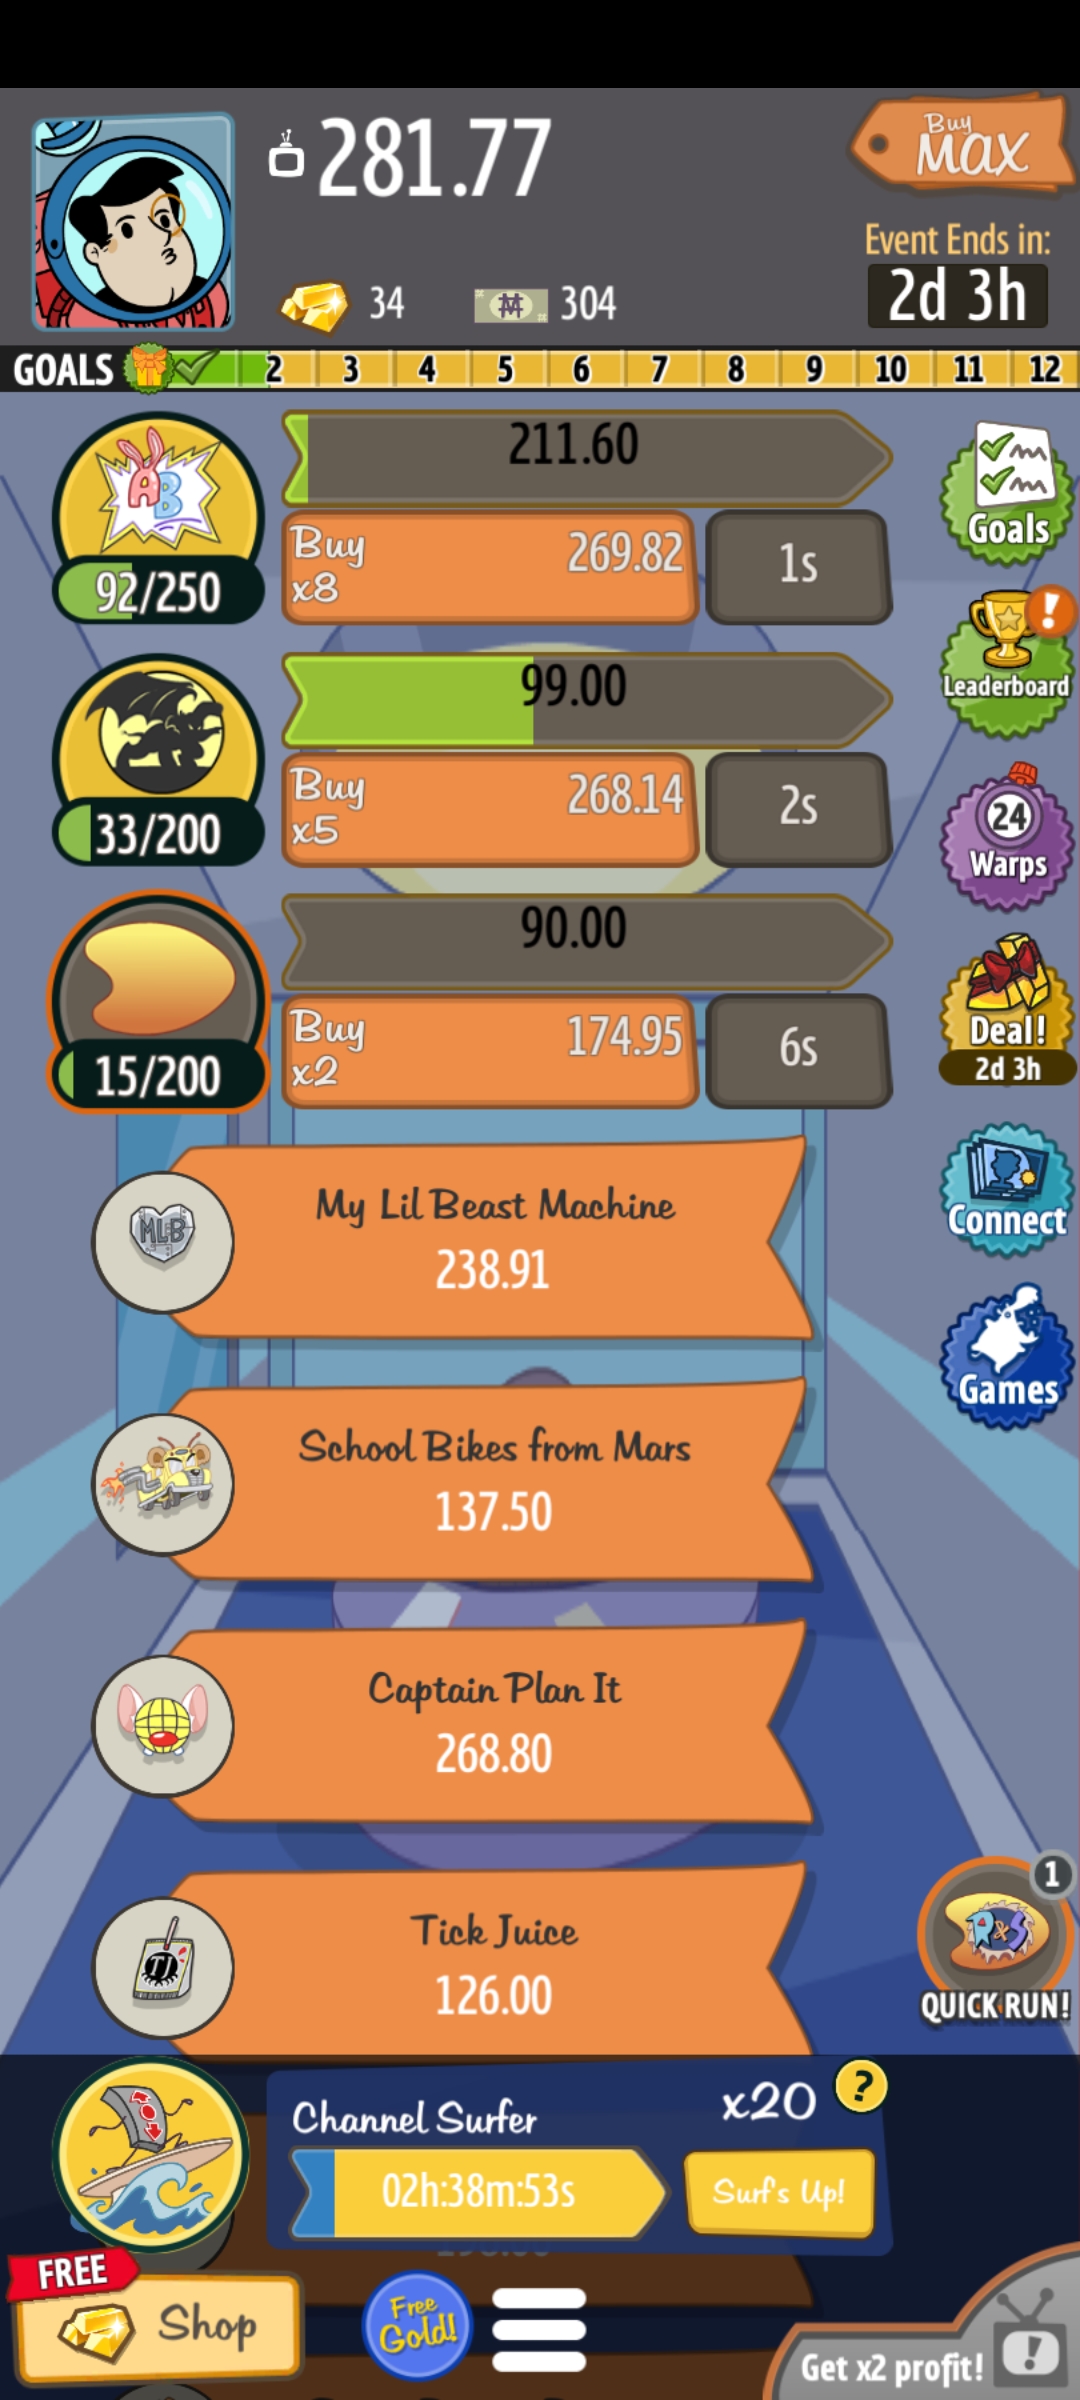 281.77
Buy
MAX
Event Ends in:
2d 3h
34
304
GOALS 2 3 4 5 6 7 8 9 10 11 12
AB
211.60
Buy
x8
269.82
1s
92/250
Goals
99.00
Buy
x5
268.14
2s
33/200
!
Leaderboard
90.00
Buy
x2
174.95
6s
15/200
24
Warps
Deal!
2d 3h
MLB
My Lil Beast Machine
238.91
Connect
School Bikes from Mars
137.50
Games
Captain Plan It
268.80
TJ
Tick Juice
126.00
1
R&S
QUICK RUN!
Channel Surfer
x20
?
02h:38m:53s
Surf's Up!
FREE
Shop
Free
Gold!
Get x2 profit!
!